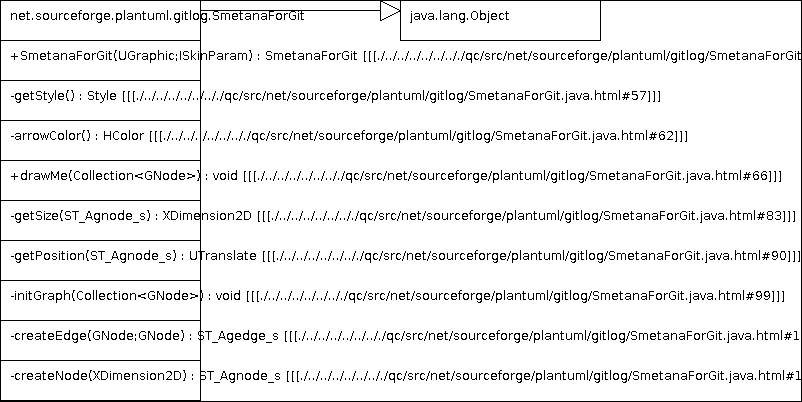 net.sourceforge.plantuml.gitlog.SmetanaForGit
java.lang.Object
+SmetanaForGit(UGraphic;ISkinParam) : SmetanaForGit [[[./../../../../../../../qc/src/net/sourceforge/plantuml/gitlog/SmetanaForGit
-getStyle() : Style [[[./../../../../../../../qc/src/net/sourceforge/plantuml/gitlog/SmetanaForGit.java.html#57]]]
-arrowColor() : HColor [[[./../../../../../../../qc/src/net/sourceforge/plantuml/gitlog/SmetanaForGit.java.html#62]]]
+drawMe(Collection<GNode>) : void [[[./../../../../../../../qc/src/net/sourceforge/plantuml/gitlog/SmetanaForGit.java.html#66]]]
-getSize(ST_Agnode_s) : XDimension2D [[[./../../../../../../../qc/src/net/sourceforge/plantuml/gitlog/SmetanaForGit.java.html#83]]]
-getPosition(ST_Agnode_s) : UTranslate [[[./../../../../../../../qc/src/net/sourceforge/plantuml/gitlog/SmetanaForGit.java.html#90]]]
-initGraph(Collection<GNode>) : void [[[./../../../../../../../qc/src/net/sourceforge/plantuml/gitlog/SmetanaForGit.java.html#99]]]
-createEdge(GNode;GNode) : ST_Agedge_s [[[./../../../../../../../qc/src/net/sourceforge/plantuml/gitlog/SmetanaForGit.java.html#1
-createNode(XDimension2D) : ST_Agnode_s [[[./../../../../../../../qc/src/net/sourceforge/plantuml/gitlog/SmetanaForGit.java.html#1